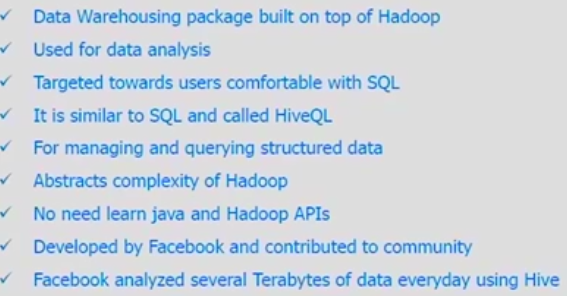 ✓ Data Warehousing package built on top of Hadoop
✓ Used for data analysis
✓ Targeted towards users comfortable with SQL
✓ It is similar to SQL and called HiveQL
✓ For managing and querying structured data
✓ Abstracts complexity of Hadoop
✓ No need learn java and Hadoop APIs
✓ Developed by Facebook and contributed to community
✓ Facebook analyzed several Terabytes of data everyday using Hive